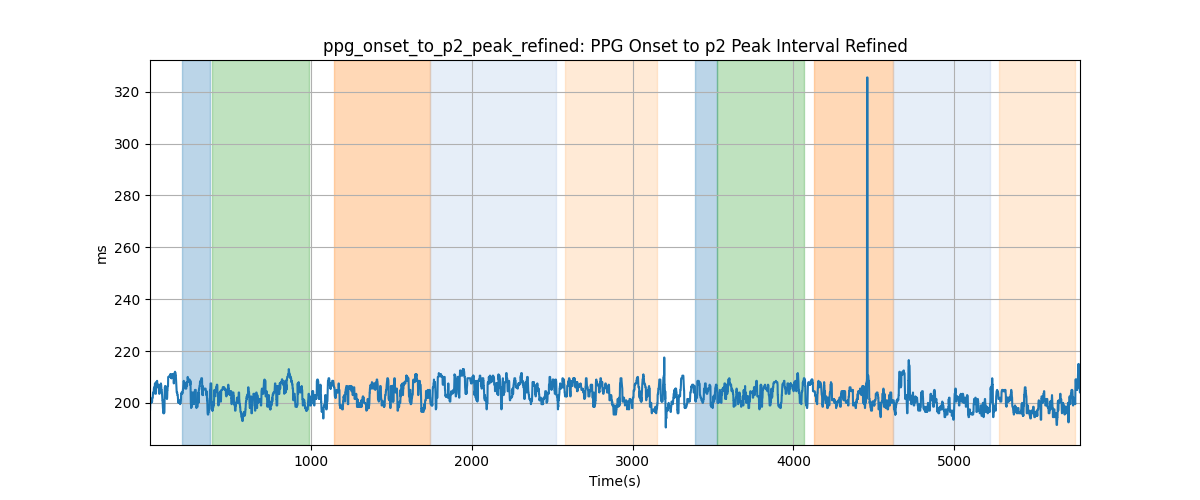 ppg_onset_to_p2_peak_refined: PPG Onset to p2 Peak Interval Refined
320
300
280
260
240
220
200
ms
1000 2000 3000 4000 5000
Time(s)